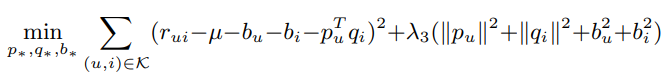 min_{p_*,q_*,b_*} ∑_{(u,i)∈𝒦} (r_{ui}−μ−b_u−b_i−p_u^T q_i)^2+λ_3(‖p_u‖^2+‖q_i‖^2+b_u^2+b_i^2)